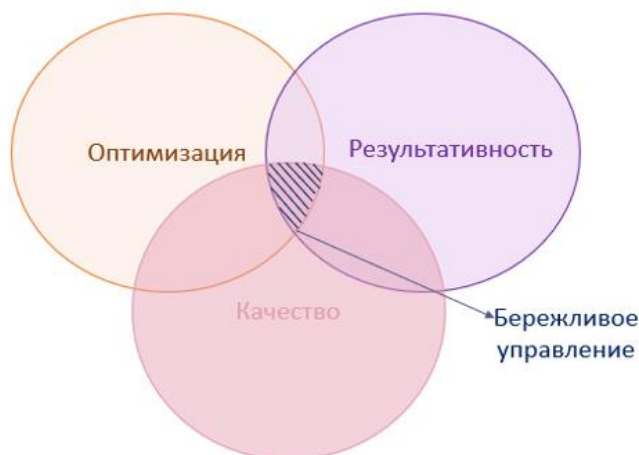 Оптимизация
Результативность
Качество
Бережливое
управление